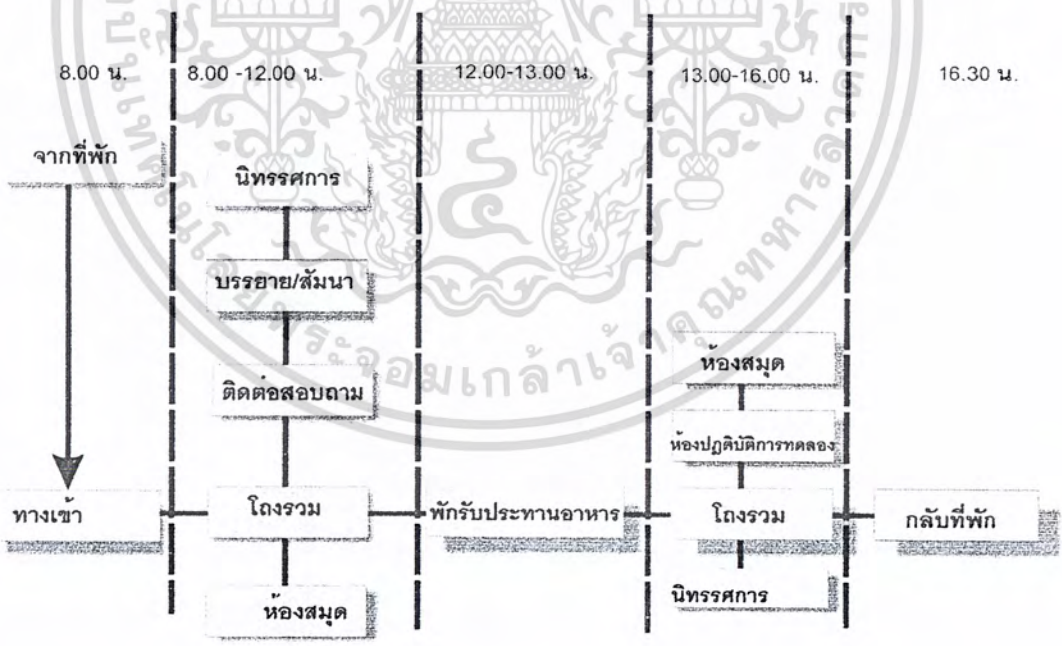 8.00 น. 8.00 -12.00 น. 12.00-13.00 น. 13.00-16.00 น. 16.30 น.
จากที่พัก
นิทรรศการ
บรรยาย/สัมนา
ติดต่อสอบถาม
ห้องสมุด
ห้องปฏิบัติการทดลอง
ทางเข้า โถงรวม พักรับประทานอาหาร โถงรวม กลับที่พัก
ห้องสมุด
นิทรรศการ